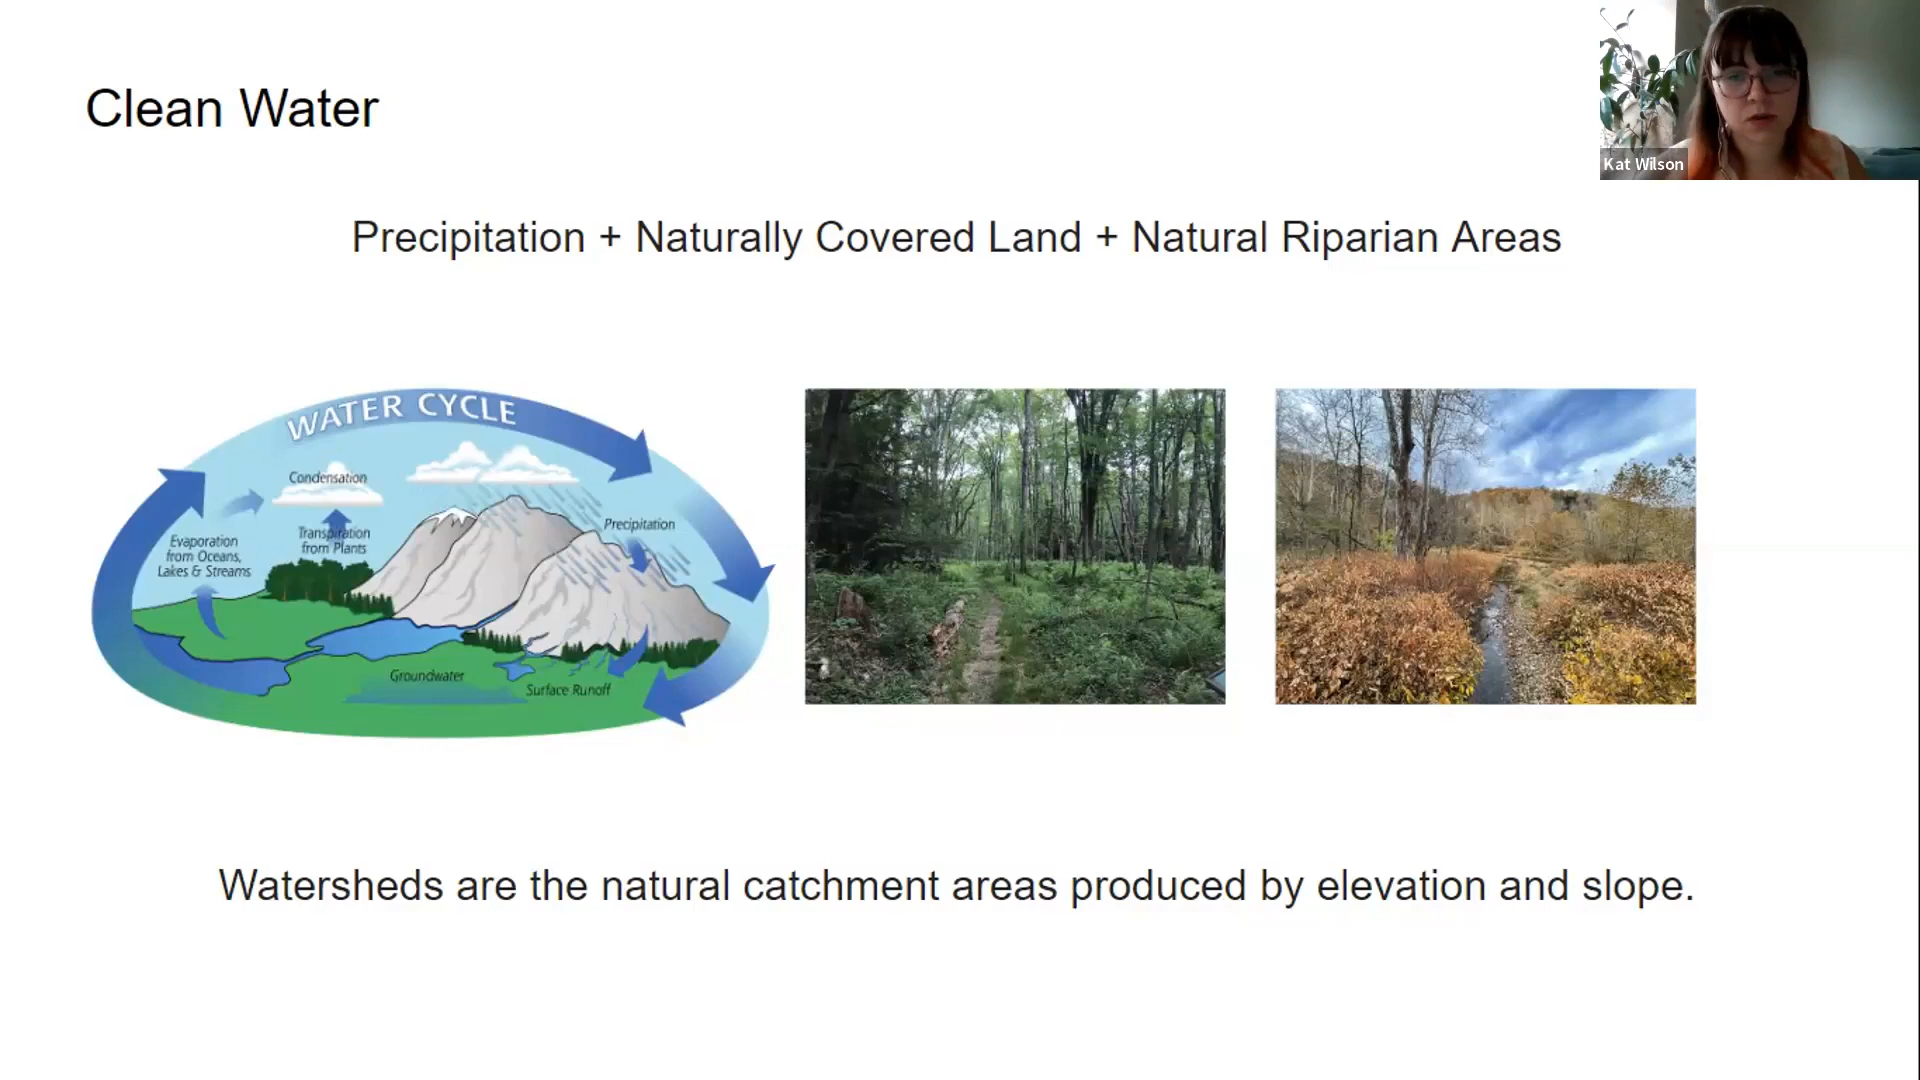 Clean Water
Kat Wilson
Precipitation + Naturally Covered Land + Natural Riparian Areas
WATER CYCLE
Condensation
Precipitation
Transpiration
from Plants
Evaporation
from Oceans,
Lakes & Streams
Groundwater
Surface Runoff
Watersheds are the natural catchment areas produced by elevation and slope.